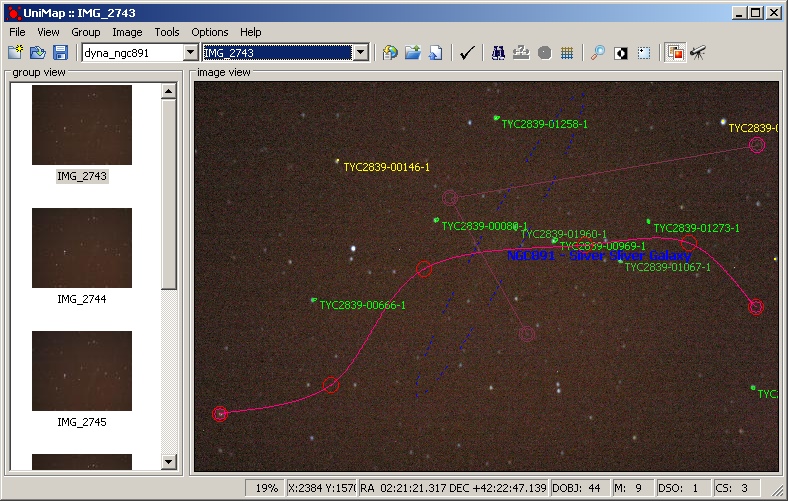 UniMap :: IMG_2743
File View Group Image Tools Options Help
dyna_ngc891 IMG_2743
group view
image view
IMG_2743
IMG_2744
IMG_2745
TYC2839-01258-1
TYC2839-0
TYC2839-00146-1
TYC2839-00080-1
TYC2839-01960-1
TYC2839-01273-1
TYC2839-00969-1
NGC891 - Silver Sliver Galaxy
TYC2839-01067-1
TYC2839-00666-1
TYC
19% X:2384 Y:1570 RA 02:21:21.317 DEC +42:22:47.139 DOBJ: 44 M: 9 DSO: 1 CS: 3